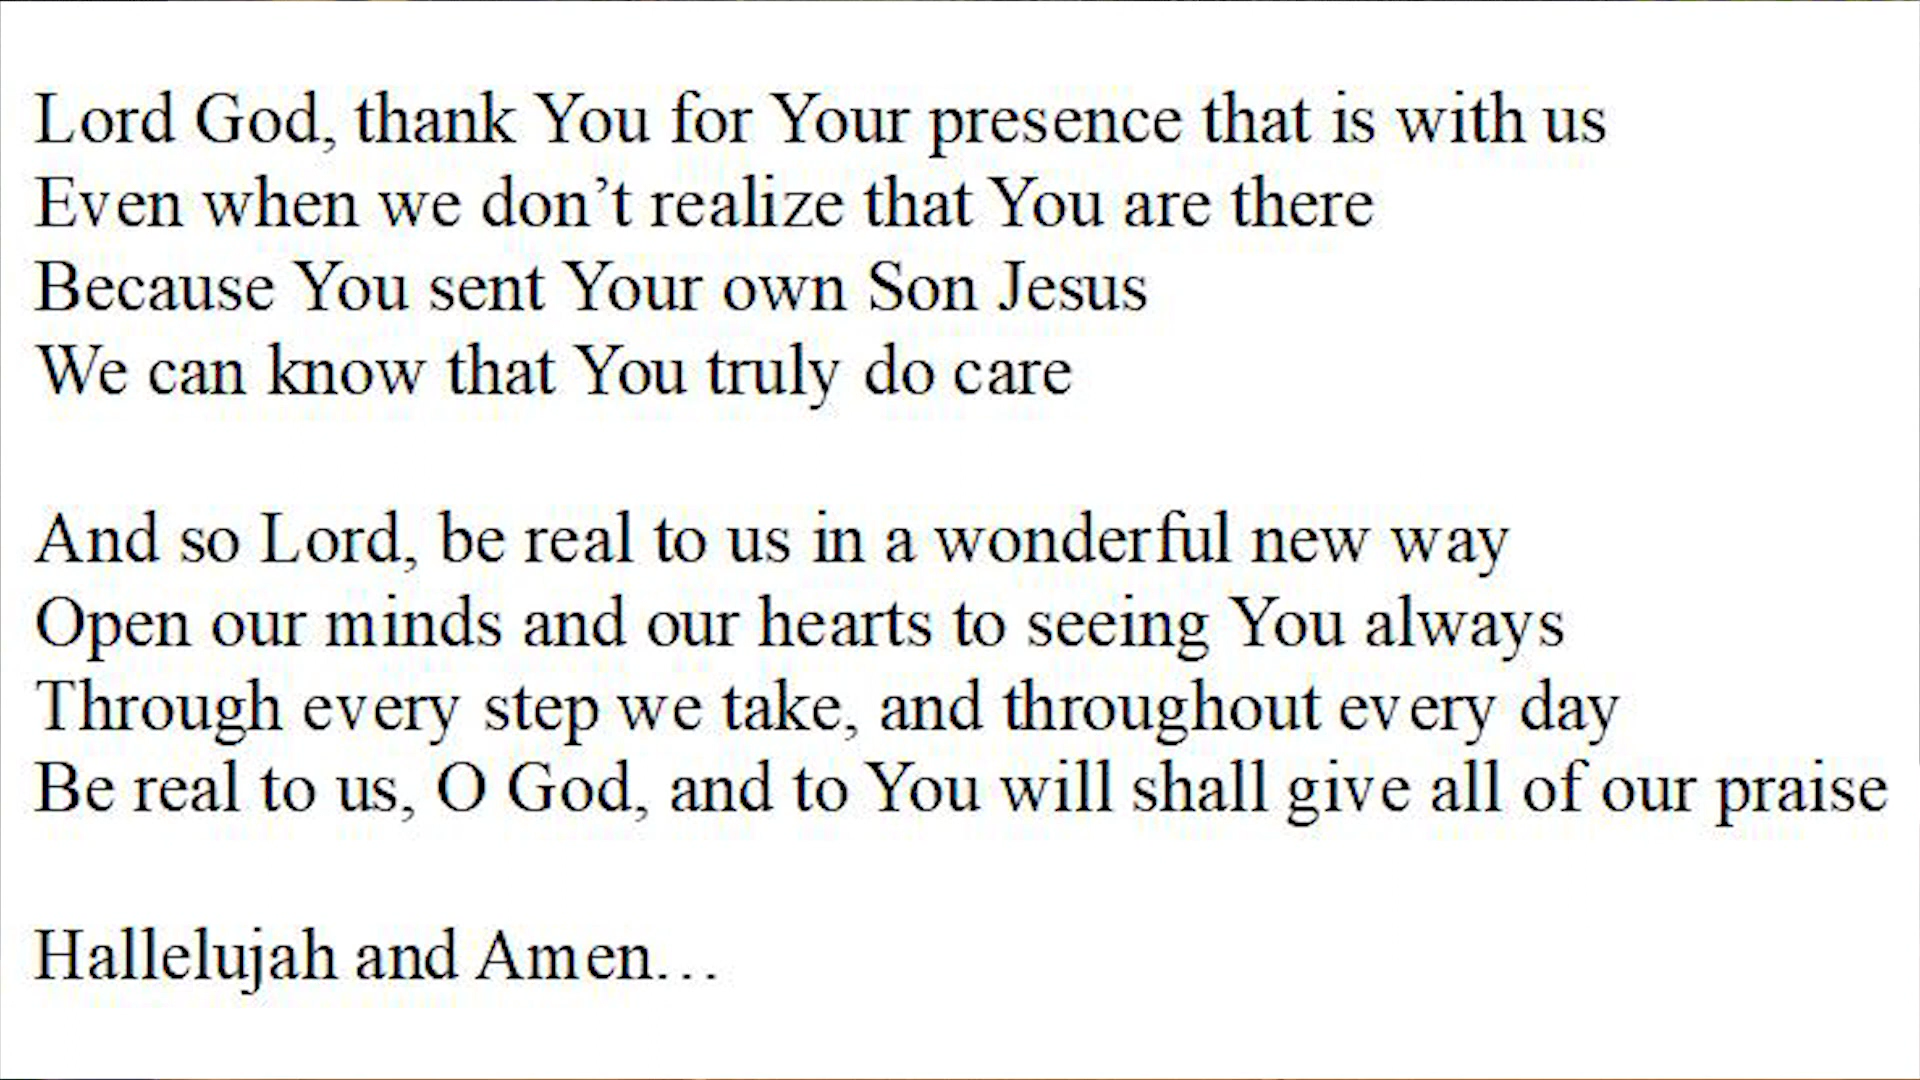 Lord God, thank You for Your presence that is with us
Even when we don’t realize that You are there
Because You sent Your own Son Jesus
We can know that You truly do care
And so Lord, be real to us in a wonderful new way
Open our minds and our hearts to seeing You always
Through every step we take, and throughout every day
Be real to us, O God, and to You will shall give all of our praise
Hallelujah and Amen…